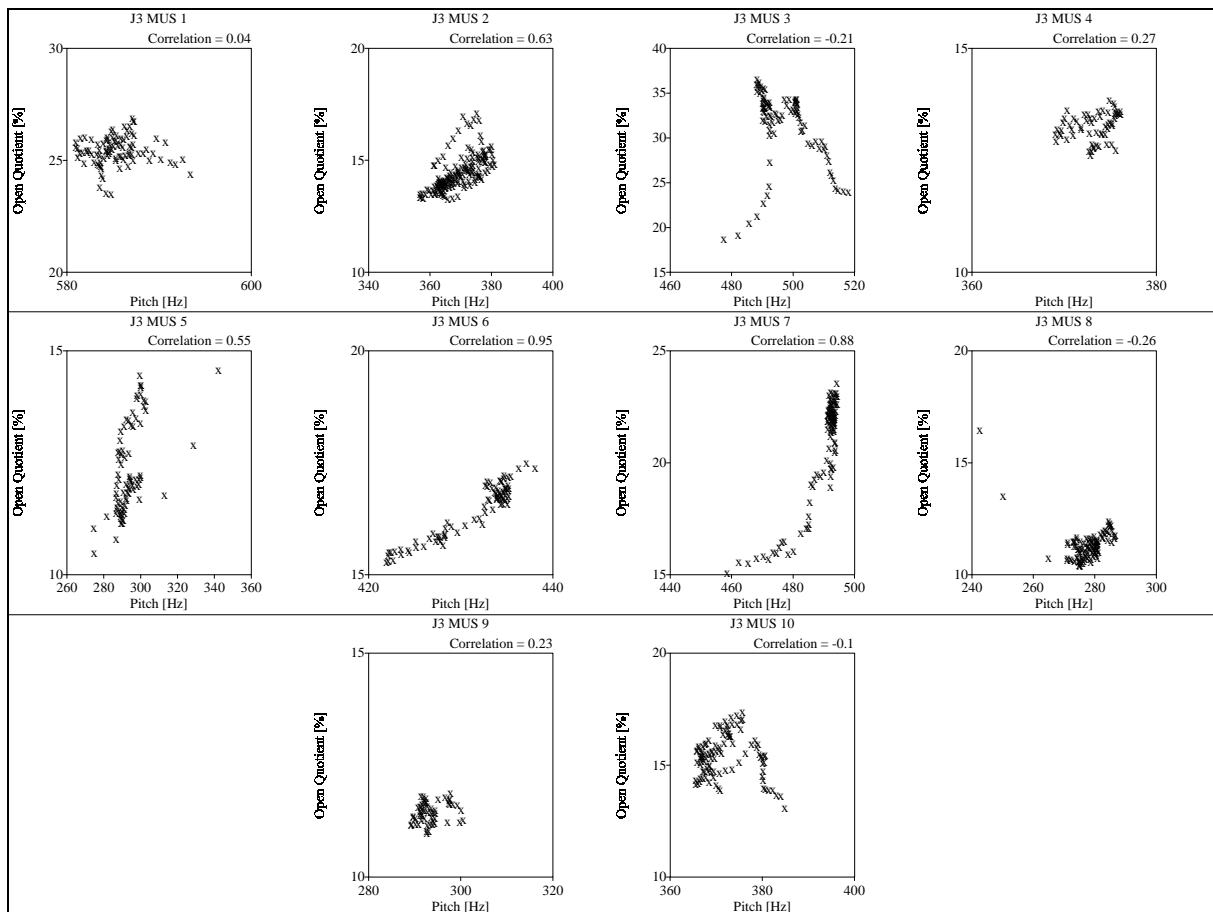 J3 MUS 1
Correlation = 0.04
30
25
20
Open Quotient [%]
580 600
Pitch [Hz]
J3 MUS 2
Correlation = 0.63
20
15
10
Open Quotient [%]
340 360 380 400
Pitch [Hz]
J3 MUS 3
Correlation = -0.21
40
35
30
25
20
15
Open Quotient [%]
460 480 500 520
Pitch [Hz]
J3 MUS 4
Correlation = 0.27
15
10
Open Quotient [%]
360 380
Pitch [Hz]
J3 MUS 5
Correlation = 0.55
15
10
Open Quotient [%]
260 280 300 320 340 360
Pitch [Hz]
J3 MUS 6
Correlation = 0.95
20
15
Open Quotient [%]
420 440
Pitch [Hz]
J3 MUS 7
Correlation = 0.88
25
20
15
Open Quotient [%]
440 460 480 500
Pitch [Hz]
J3 MUS 8
Correlation = -0.26
20
15
10
Open Quotient [%]
240 260 280 300
Pitch [Hz]
J3 MUS 9
Correlation = 0.23
15
10
Open Quotient [%]
280 300 320
Pitch [Hz]
J3 MUS 10
Correlation = -0.1
20
15
10
Open Quotient [%]
360 380 400
Pitch [Hz]